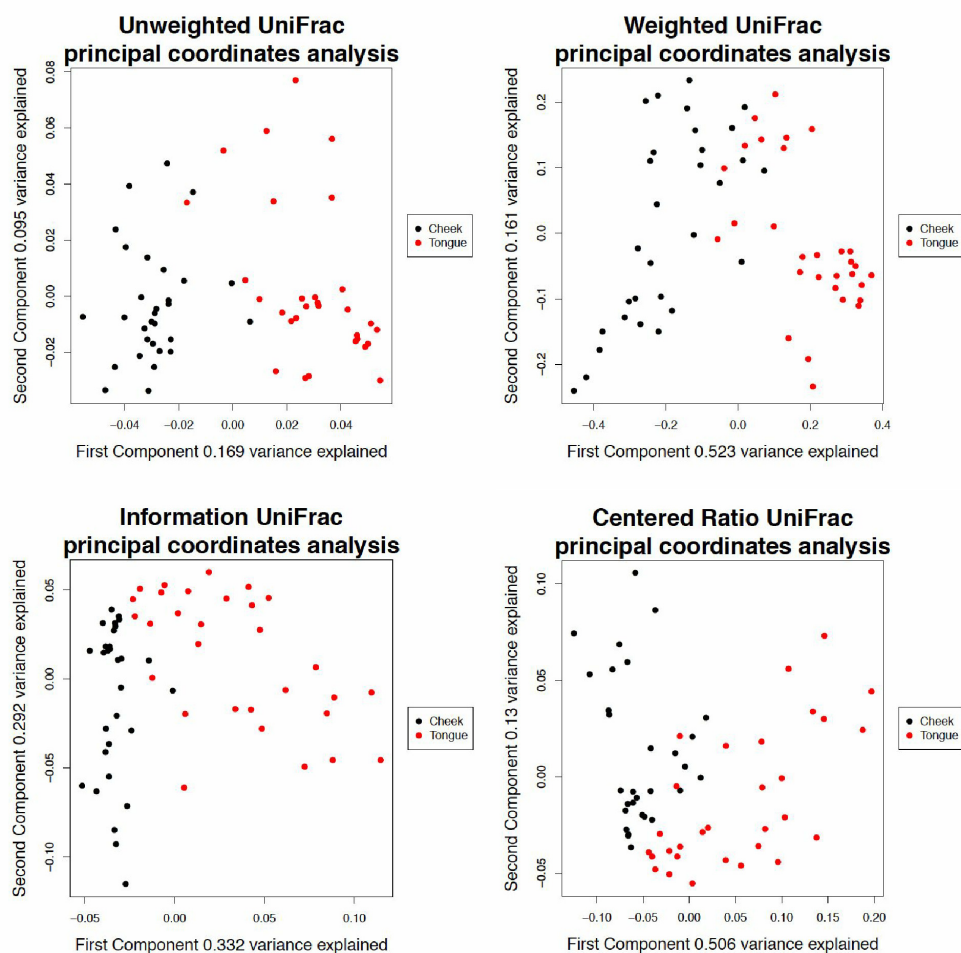 Unweighted UniFrac
principal coordinates analysis
Second Component 0.095 variance explained
0.08
0.06
0.04
0.02
0.00
−0.02
−0.04
−0.02
0.00
0.02
0.04
First Component 0.169 variance explained
Cheek
Tongue
Weighted UniFrac
principal coordinates analysis
Second Component 0.161 variance explained
0.2
0.1
0.0
−0.1
−0.2
−0.4
−0.2
0.0
0.2
0.4
First Component 0.523 variance explained
Cheek
Tongue
Information UniFrac
principal coordinates analysis
Second Component 0.292 variance explained
0.05
0.00
−0.05
−0.10
−0.05
0.00
0.05
0.10
First Component 0.332 variance explained
Cheek
Tongue
Centered Ratio UniFrac
principal coordinates analysis
Second Component 0.13 variance explained
0.10
0.05
0.00
−0.05
−0.10
−0.05
0.00
0.05
0.10
0.15
0.20
First Component 0.506 variance explained
Cheek
Tongue